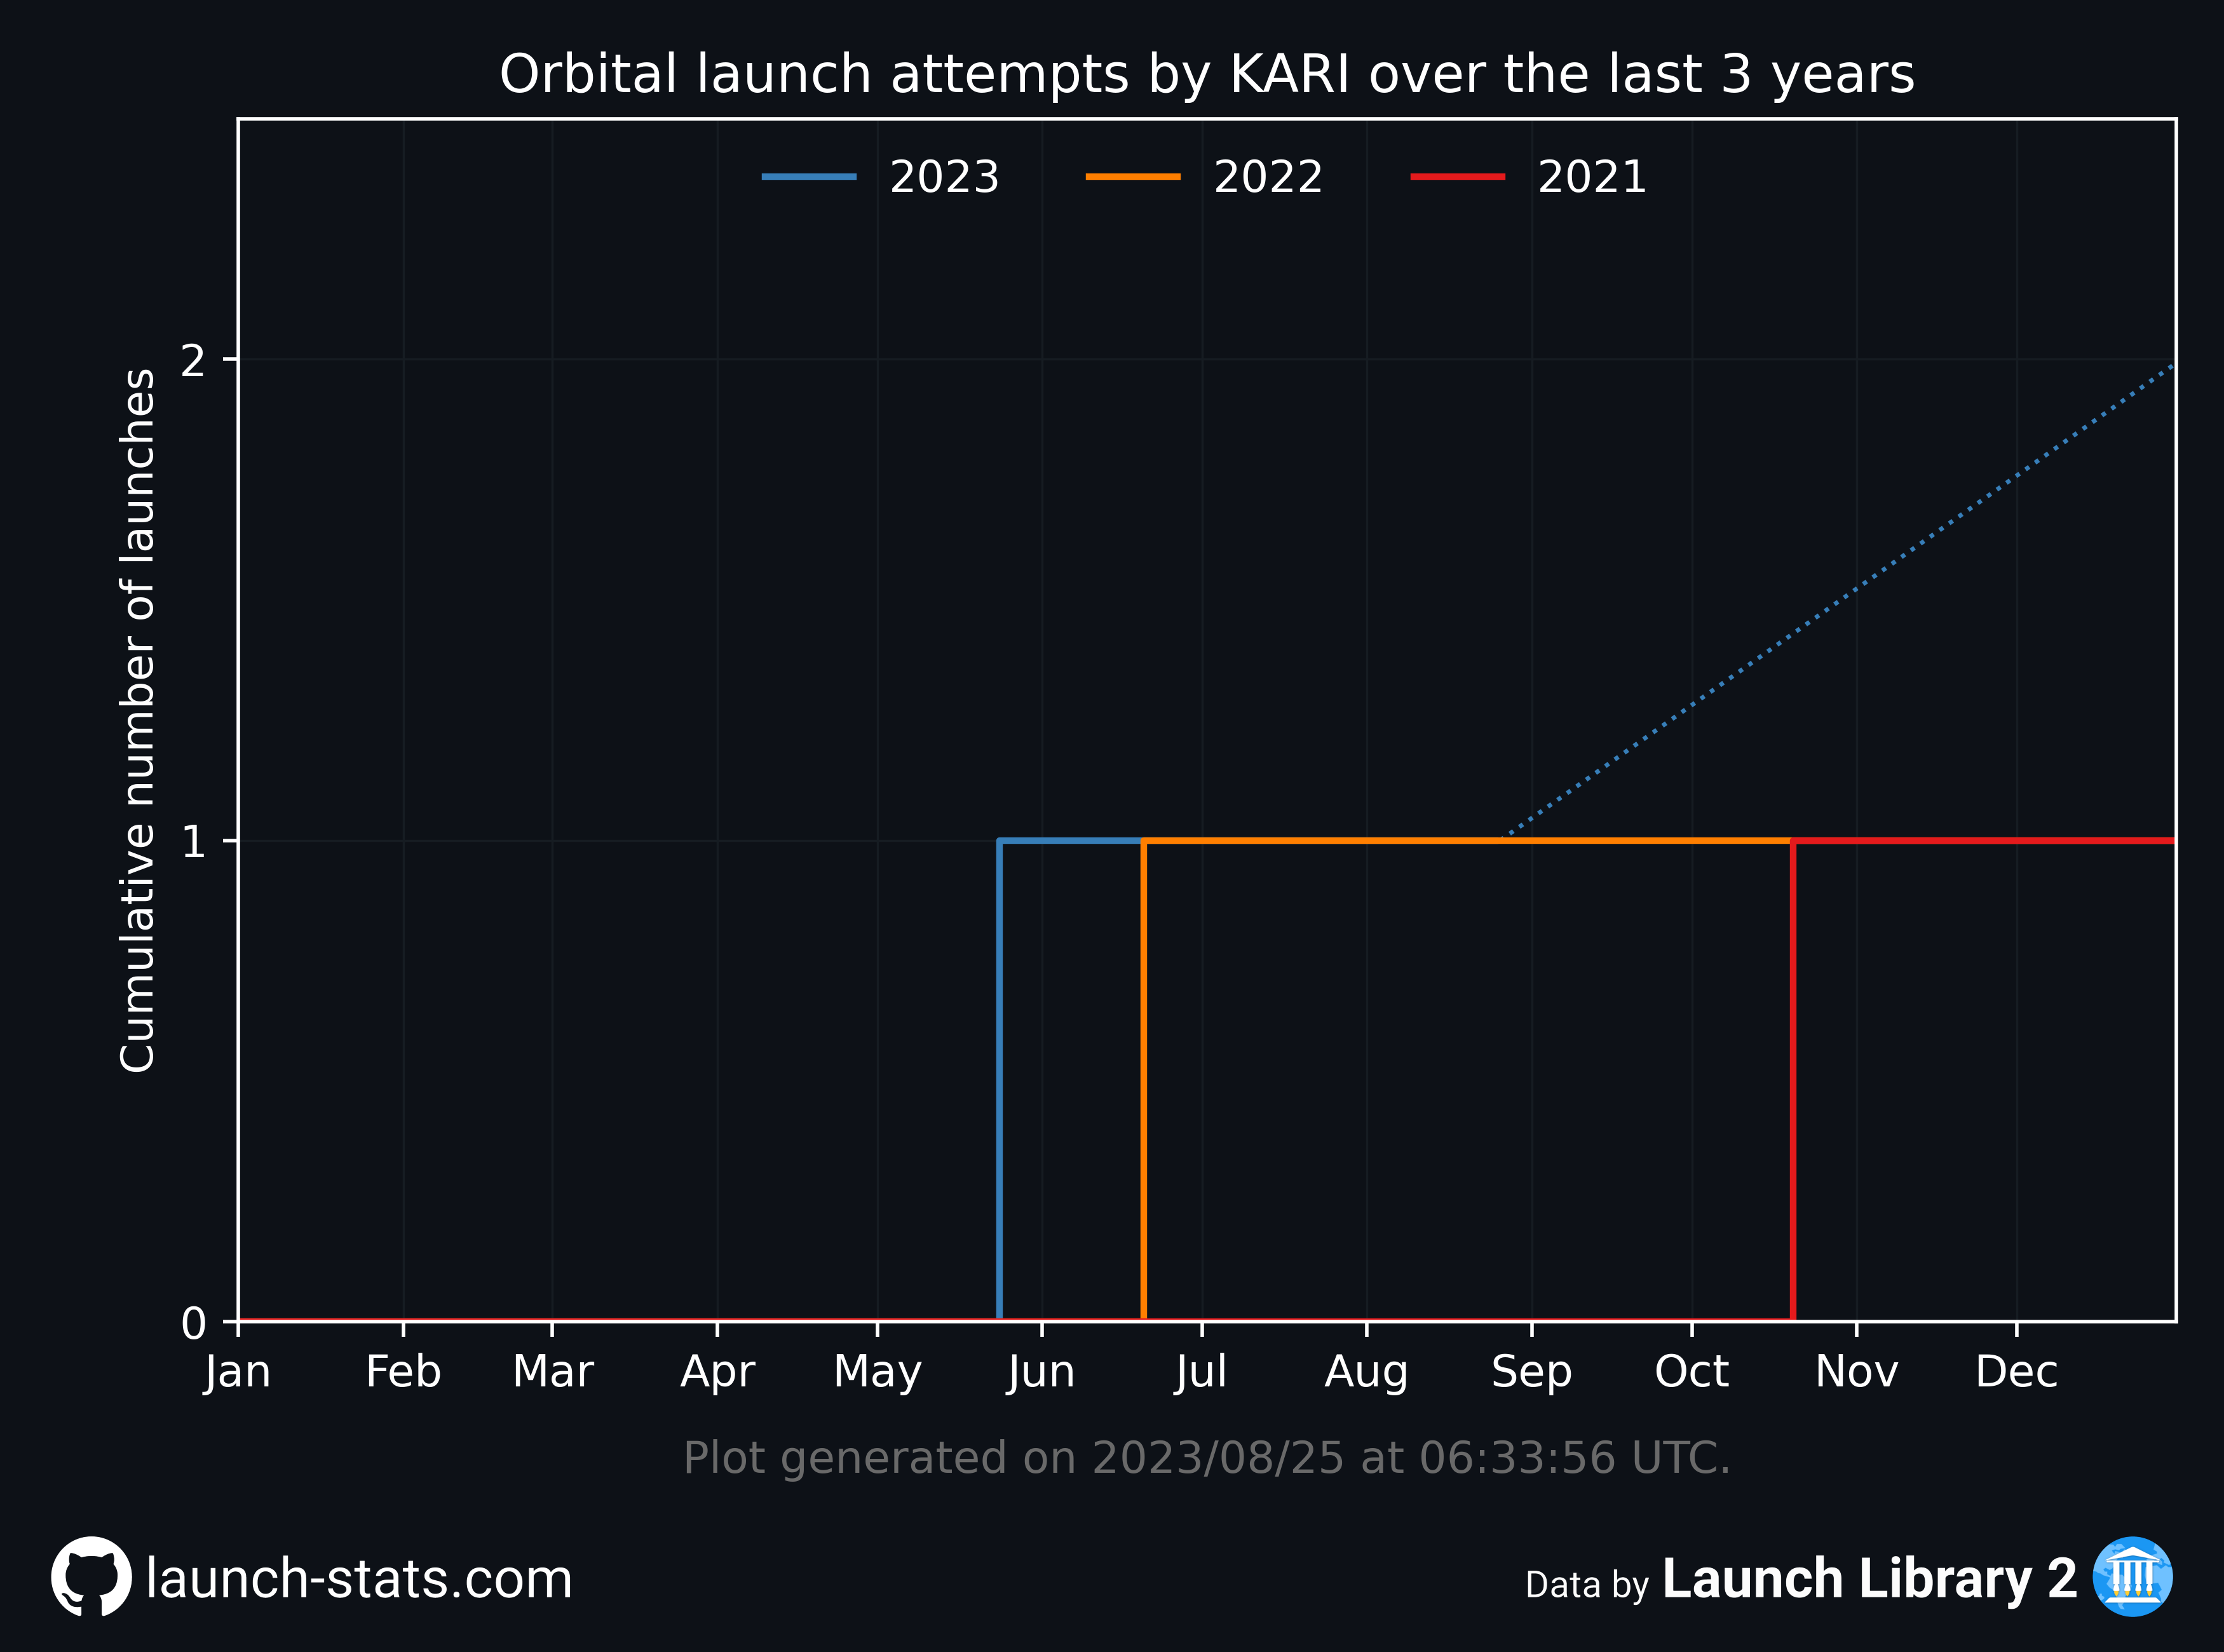 Orbital launch attempts by KARI over the last 3 years
2023 2022 2021
Cumulative number of launches
2
1
0
Jan Feb Mar Apr May Jun Jul Aug Sep Oct Nov Dec
Plot generated on 2023/08/25 at 06:33:56 UTC.
launch-stats.com
Data by Launch Library 2